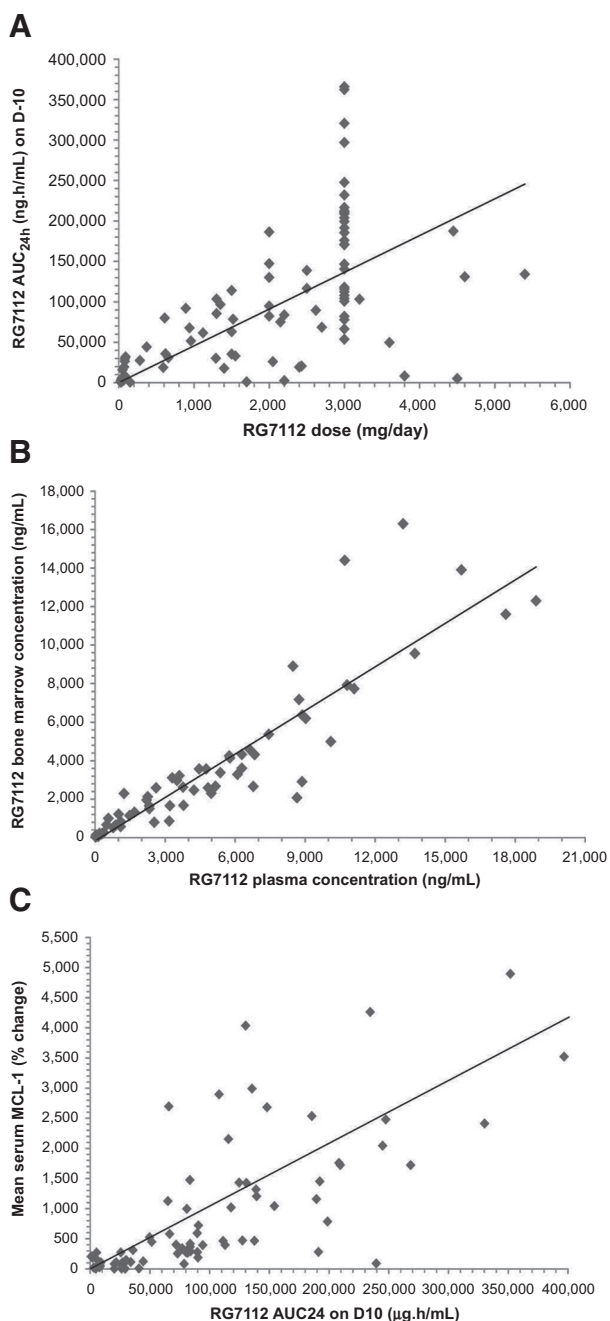 A
400,000
350,000
300,000
250,000
200,000
150,000
100,000
50,000
0
RG7112 AUC24h (ng.h/mL) on D-10
0 1,000 2,000 3,000 4,000 5,000 6,000
RG7112 dose (mg/day)
B
18,000
16,000
14,000
12,000
10,000
8,000
6,000
4,000
2,000
0
RG7112 bone marrow concentration (ng/mL)
0 3,000 6,000 9,000 12,000 15,000 18,000 21,000
RG7112 plasma concentration (ng/mL)
C
5,500
5,000
4,500
4,000
3,500
3,000
2,500
2,000
1,500
1,000
500
0
Mean serum MCL-1 (% change)
0 50,000 100,000 150,000 200,000 250,000 300,000 350,000 400,000
RG7112 AUC24 on D10 (μg.h/mL)